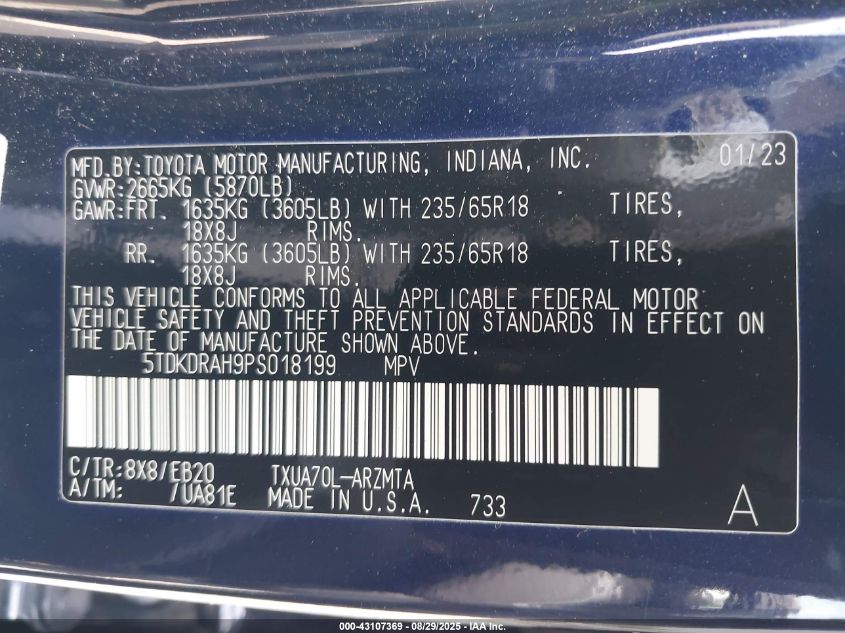 MFD.BY:TOYOTA MOTOR MANUFACTURING, INDIANA, INC. 01/23
GVWR:2665KG (5870LB)
GAWR:FRT. 1635KG (3605LB) WITH 235/65R18 TIRES,
18X8J RIMS.
RR. 1635KG (3605LB) WITH 235/65R18 TIRES,
18X8J RIMS.
THIS VEHICLE CONFORMS TO ALL APPLICABLE FEDERAL MOTOR
VEHICLE SAFETY AND THEFT PREVENTION STANDARDS IN EFFECT ON
THE DATE OF MANUFACTURE SHOWN ABOVE.
5TDKDRAH9PS018199 MPV
C/TR:8X8/EB20 TXUA70L-ARZMTA
A/TM: /UA81E MADE IN U.S.A. 733 A
000-43107369 - 08/29/2025 - IAA Inc.